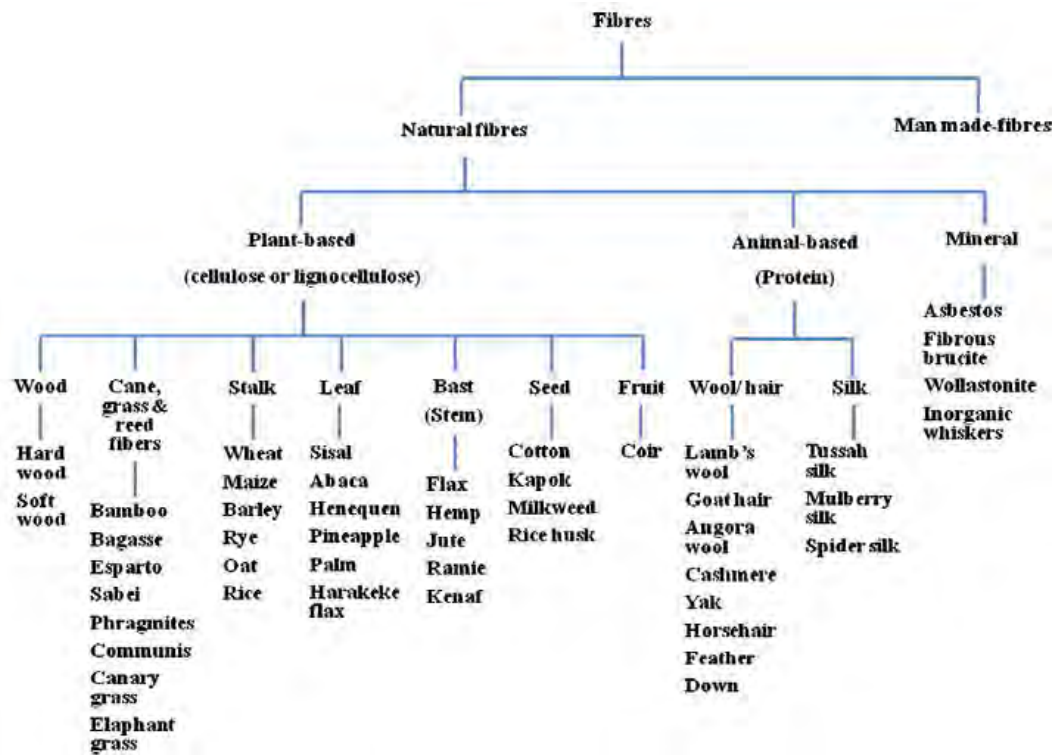 Fibres
Natural fibres
Man made-fibres
Plant-based
(cellulose or lignocellulose)
Animal-based
(Protein)
Mineral
Asbestos
Fibrous
brucite
Wollastonite
Inorganic
whiskers
Wood
Hard
wood
Soft
wood
Cane,
grass &
reed
fibers
Bamboo
Bagasse
Esparto
Sabei
Phragmites
Communis
Canary
grass
Elaphant
grass
Stalk
Wheat
Maize
Barley
Rye
Oat
Rice
Leaf
Sisal
Abaca
Henequen
Pineapple
Palm
Harakeke
flax
Bast
(Stem)
Flax
Hemp
Jute
Ramie
Kenaf
Seed
Cotton
Kapok
Milkweed
Rice husk
Fruit
Coir
Wool/ hair
Lamb's
wool
Goat hair
Angora
wool
Cashmere
Yak
Horsehair
Feather
Down
Silk
Tussah
silk
Mulberry
silk
Spider silk